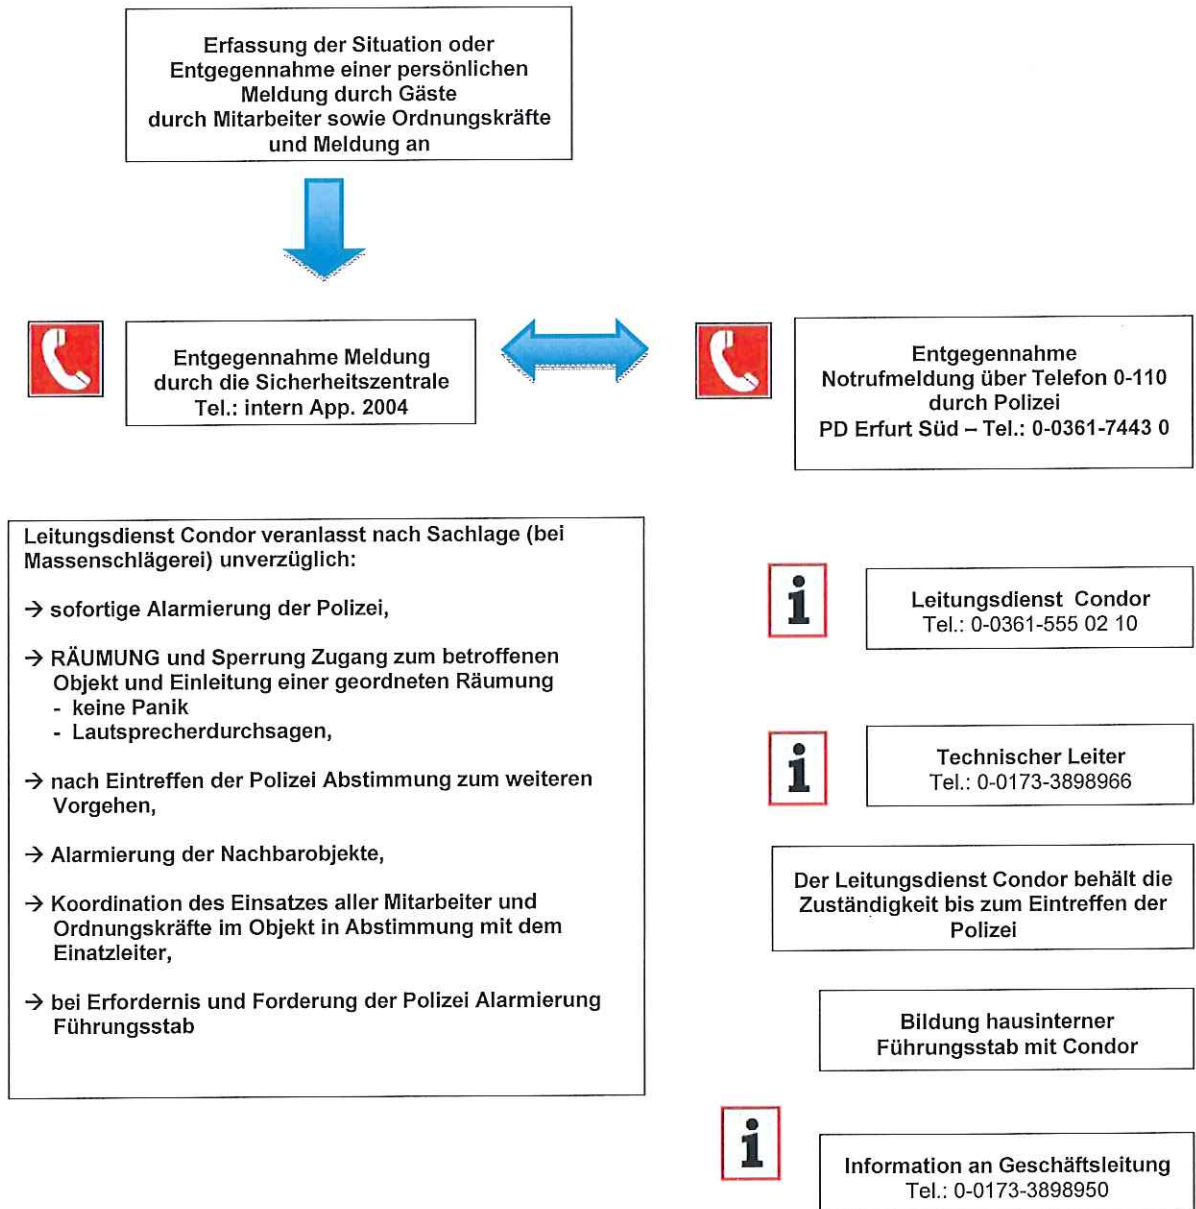 Erfassung der Situation oder
Entgegennahme einer persönlichen
Meldung durch Gäste
durch Mitarbeiter sowie Ordnungskräfte
und Meldung an
Entgegennahme Meldung
durch die Sicherheitszentrale
Tel.: intern App. 2004
Entgegennahme
Notrufmeldung über Telefon 0-110
durch Polizei
PD Erfurt Süd – Tel.: 0-0361-7443 0
Leitungsdienst Condor veranlasst nach Sachlage (bei
Massenschlägerei) unverzüglich:
→ sofortige Alarmierung der Polizei,
→ RÄUMUNG und Sperrung Zugang zum betroffenen
Objekt und Einleitung einer geordneten Räumung
- keine Panik
- Lautsprecherdurchsagen,
→ nach Eintreffen der Polizei Abstimmung zum weiteren
Vorgehen,
→ Alarmierung der Nachbarobjekte,
→ Koordination des Einsatzes aller Mitarbeiter und
Ordnungskräfte im Objekt in Abstimmung mit dem
Einatzleiter,
→ bei Erfordernis und Forderung der Polizei Alarmierung
Führungsstab
i
Leitungsdienst Condor
Tel.: 0-0361-555 02 10
i
Technischer Leiter
Tel.: 0-0173-3898966
Der Leitungsdienst Condor behält die
Zuständigkeit bis zum Eintreffen der
Polizei
Bildung hausinterner
Führungsstab mit Condor
i
Information an Geschäftsleitung
Tel.: 0-0173-3898950